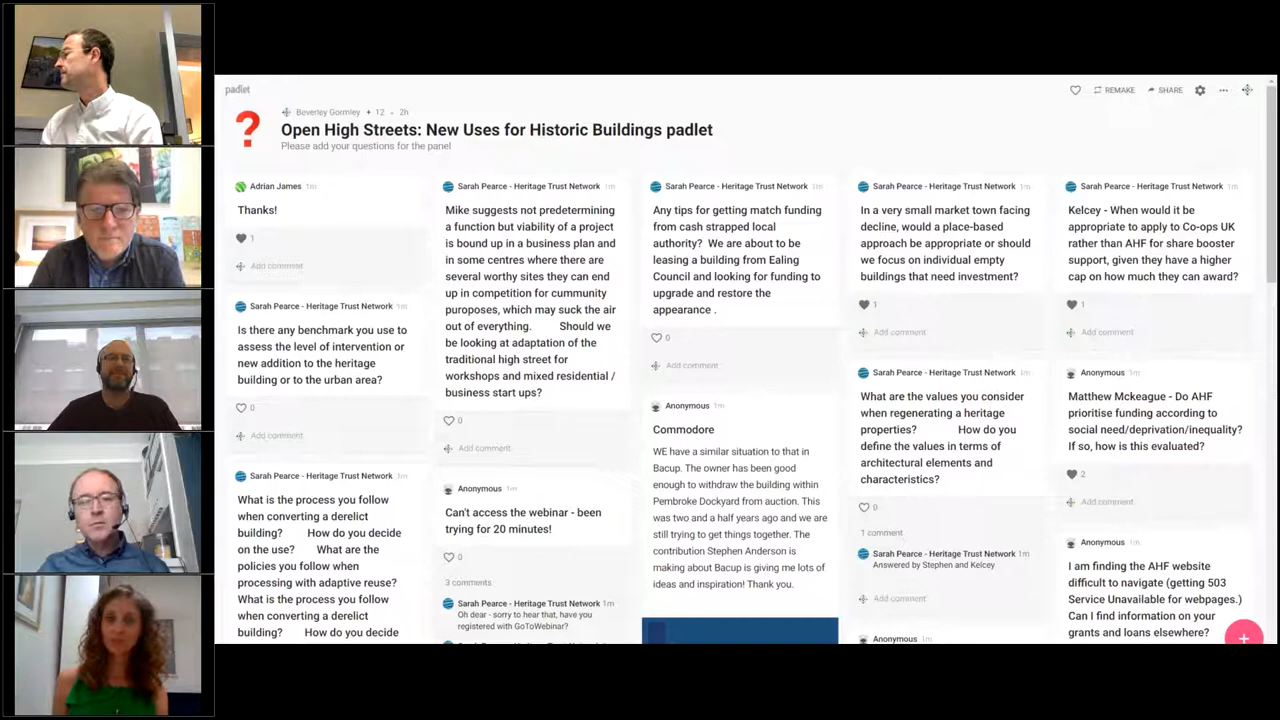 padlet
REMAKE
SHARE
Beverley Gormley + 12 • 2h
?
Open High Streets: New Uses for Historic Buildings padlet
Please add your questions for the panel
Adrian James 1m
Thanks!
1
Add comment
Sarah Pearce - Heritage Trust Network 1m
Is there any benchmark you use to
assess the level of intervention or
new addition to the heritage
building or to the urban area?
0
Add comment
Sarah Pearce - Heritage Trust Network 1m
What is the process you follow
when converting a derelict
building? How do you decide
on the use? What are the
policies you follow when
processing with adaptive reuse?
What is the process you follow
when converting a derelict
building? How do you decide
Sarah Pearce - Heritage Trust Network 1m
Mike suggests not predetermining
a function but viability of a project
is bound up in a business plan and
in some centres where there are
several worthy sites they can end
up in competition for cummunity
puroposes, which may suck the air
out of everything. Should we
be looking at adaptation of the
traditional high street for
workshops and mixed residential /
business start ups?
0
Add comment
Anonymous 1m
Can't access the webinar - been
trying for 20 minutes!
0
3 comments
Sarah Pearce - Heritage Trust Network 1m
Oh dear - sorry to hear that, have you
registered with GoToWebinar?
Sarah Pearce - Heritage Trust Network 1m
Any tips for getting match funding
from cash strapped local
authority? We are about to be
leasing a building from Ealing
Council and looking for funding to
upgrade and restore the
appearance .
0
Add comment
Anonymous 1m
Commodore
WE have a similar situation to that in
Bacup. The owner has been good
enough to withdraw the building within
Pembroke Dockyard from auction. This
was two and a half years ago and we are
still trying to get things together. The
contribution Stephen Anderson is
making about Bacup is giving me lots of
ideas and inspiration! Thank you.
Sarah Pearce - Heritage Trust Network 1m
In a very small market town facing
decline, would a place-based
approach be appropriate or should
we focus on individual empty
buildings that need investment?
1
Add comment
Sarah Pearce - Heritage Trust Network 1m
What are the values you consider
when regenerating a heritage
properties? How do you
define the values in terms of
architectural elements and
characteristics?
0
1 comment
Sarah Pearce - Heritage Trust Network 1m
Answered by Stephen and Kelcey
Add comment
Anonymous 1m
Sarah Pearce - Heritage Trust Network 1m
Kelcey - When would it be
appropriate to apply to Co-ops UK
rather than AHF for share booster
support, given they have a higher
cap on how much they can award?
1
Add comment
Anonymous 1m
Matthew Mckeague - Do AHF
prioritise funding according to
social need/deprivation/inequality?
If so, how is this evaluated?
2
Add comment
Anonymous 1m
I am finding the AHF website
difficult to navigate (getting 503
Service Unavailable for webpages.)
Can I find information on your
grants and loans elsewhere?
+